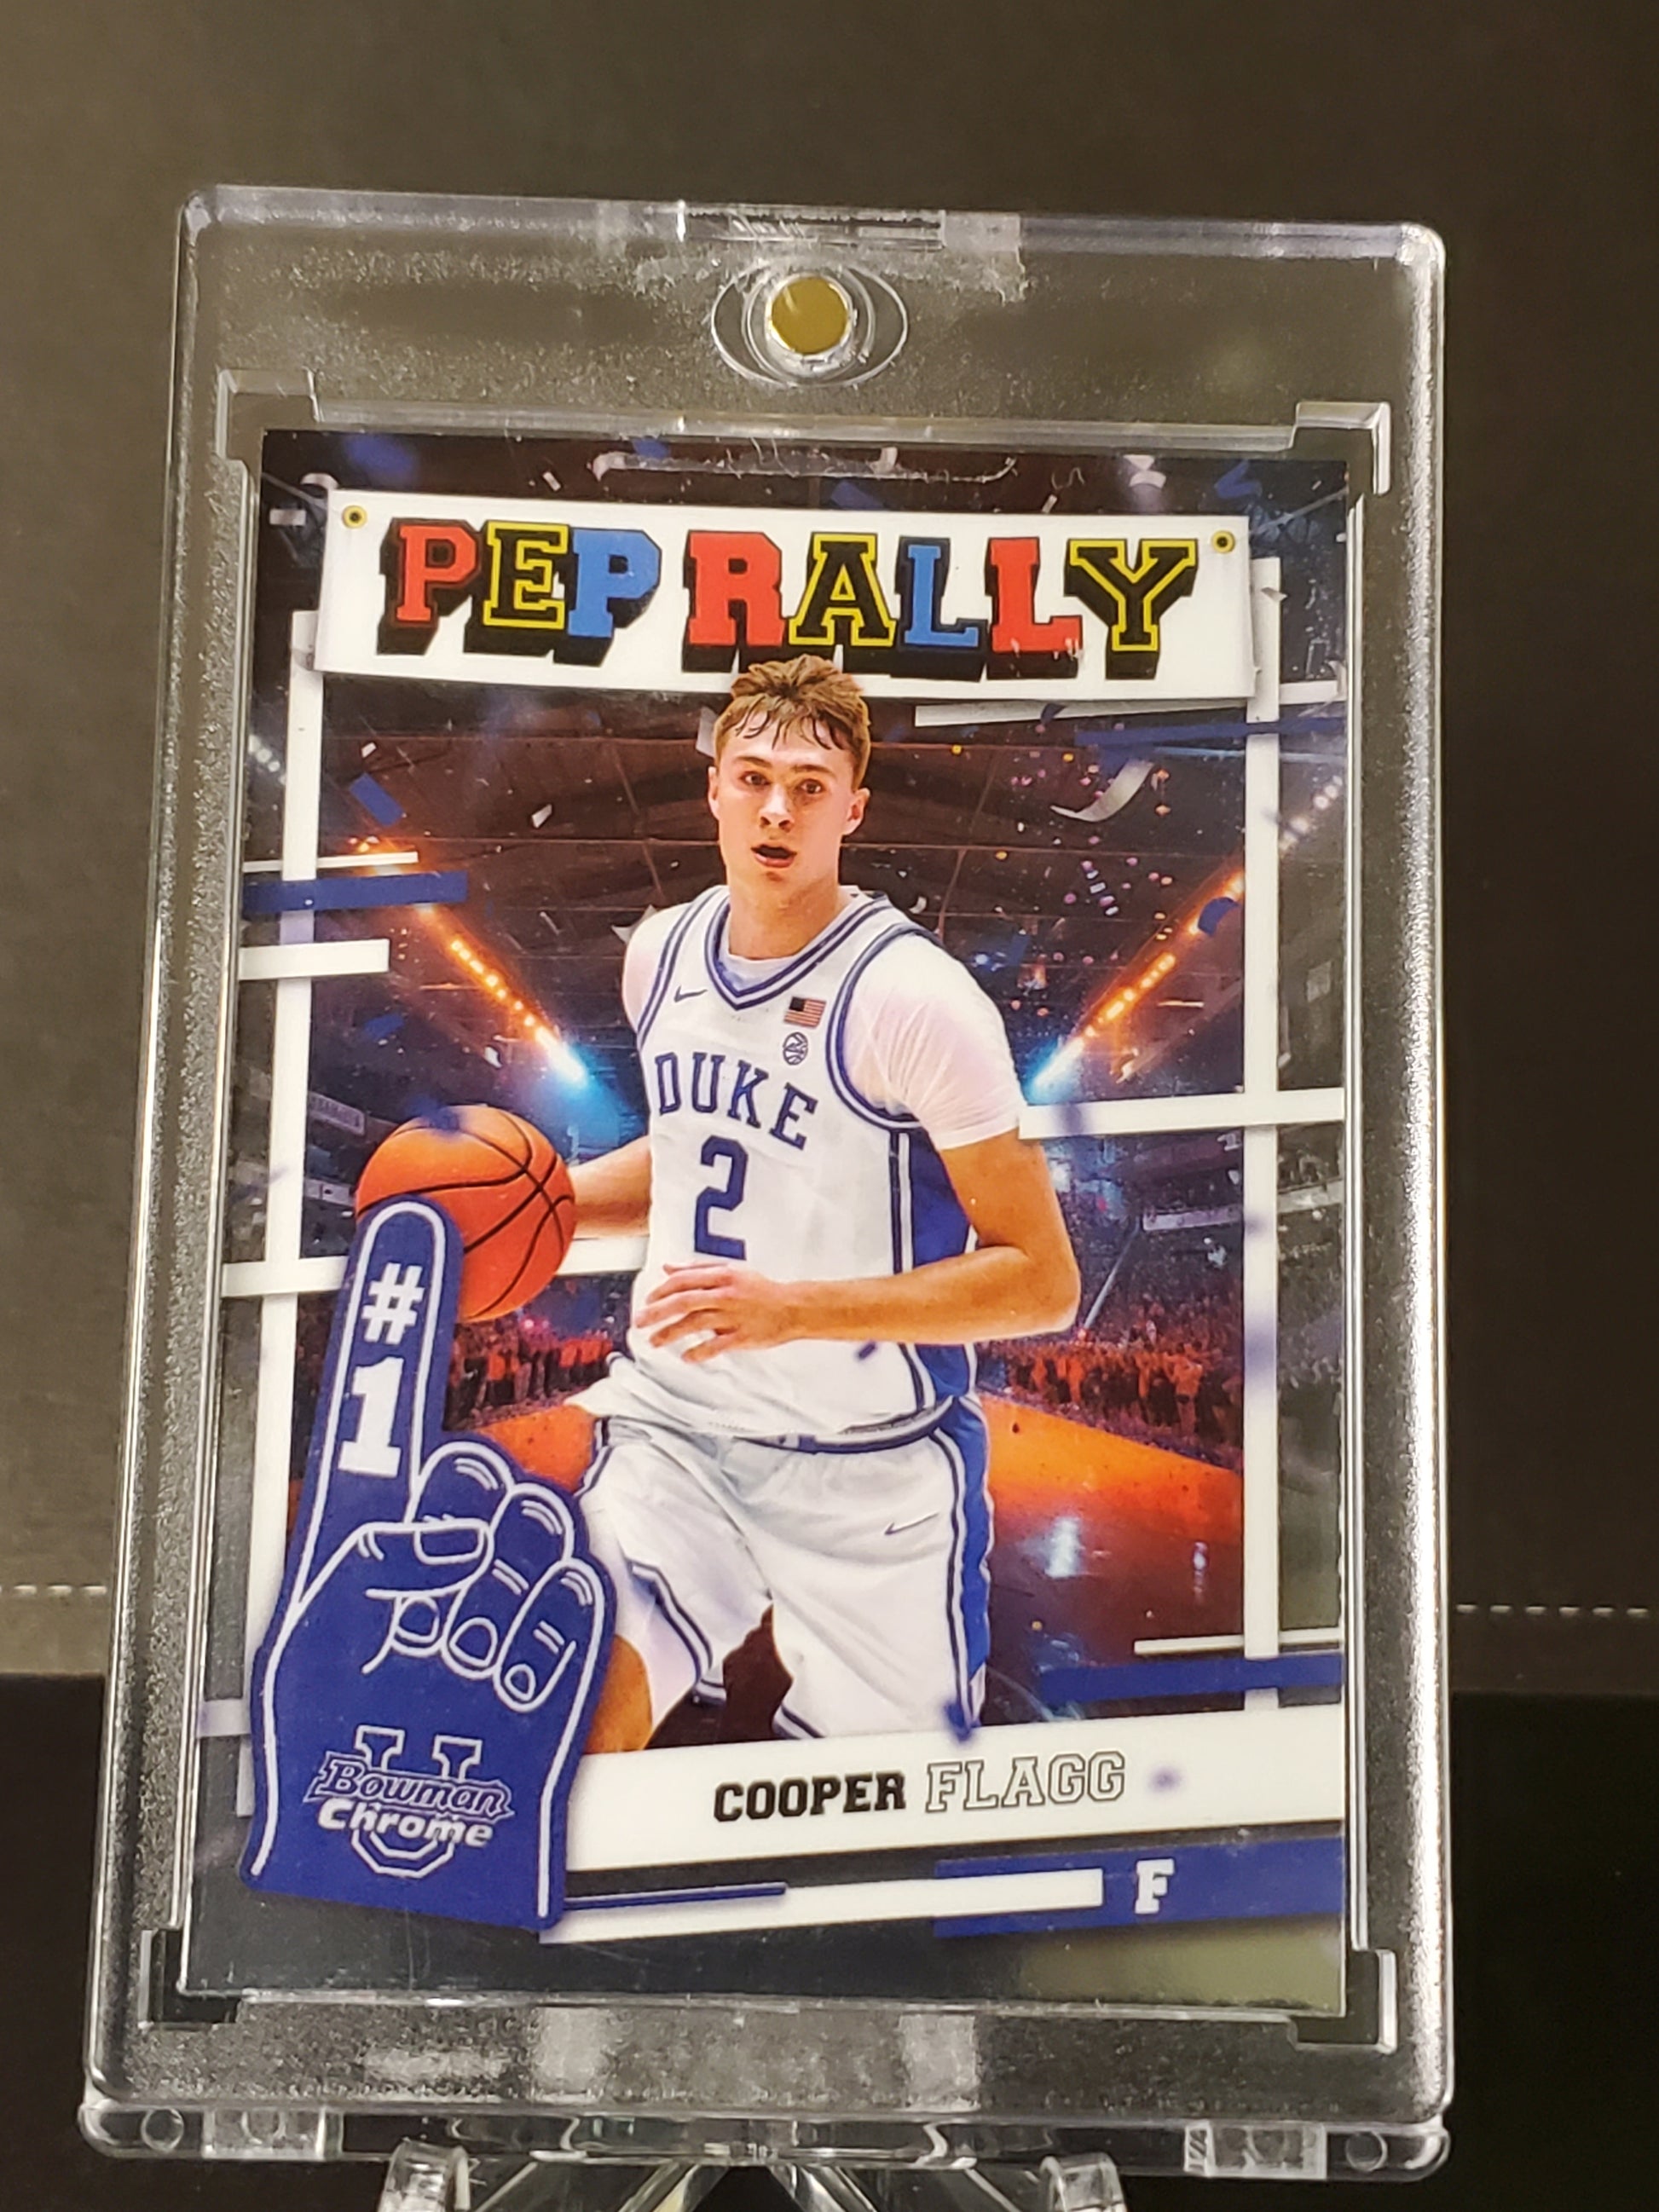 PEP RALLY
DUKE
2
#1
U
Bowman
Chrome
COOPER FLAGG
F